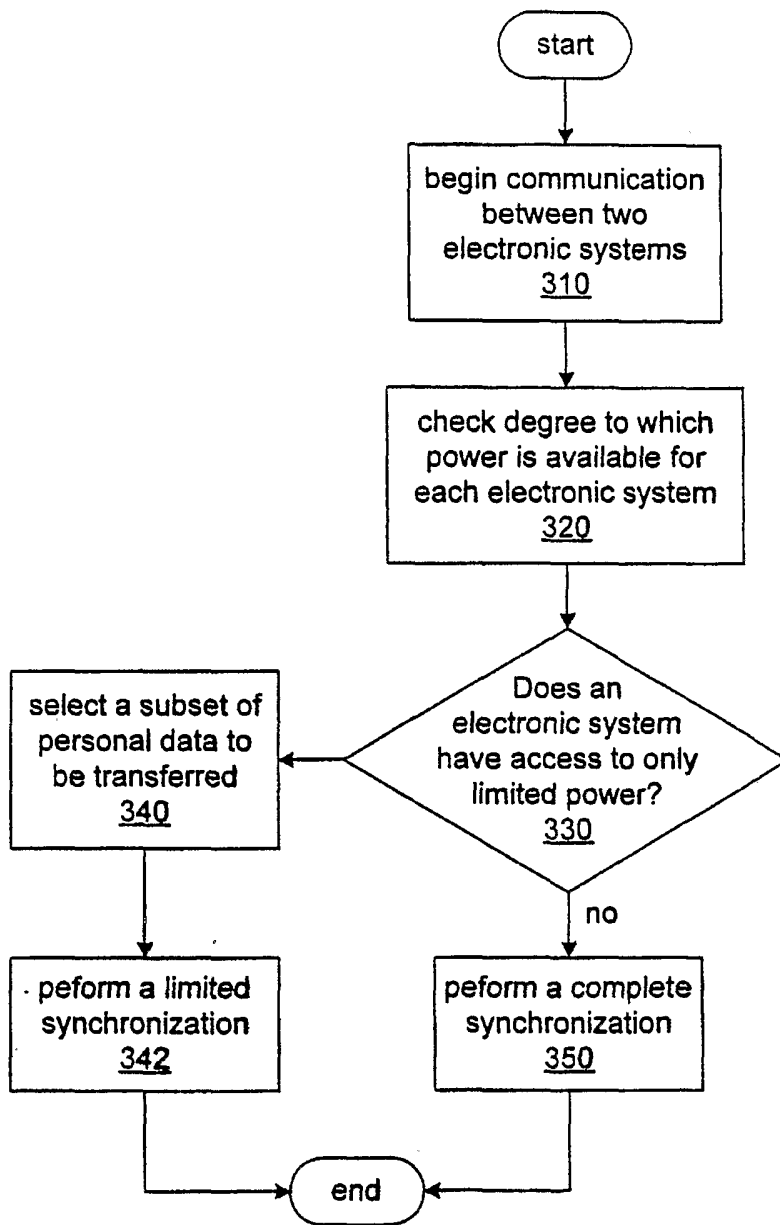 start
begin communication
between two
electronic systems
310
check degree to which
power is available for
each electronic system
320
Does an
electronic system
have access to only
limited power?
330
select a subset of
personal data to
be transferred
340
no
peform a limited
synchronization
342
peform a complete
synchronization
350
end